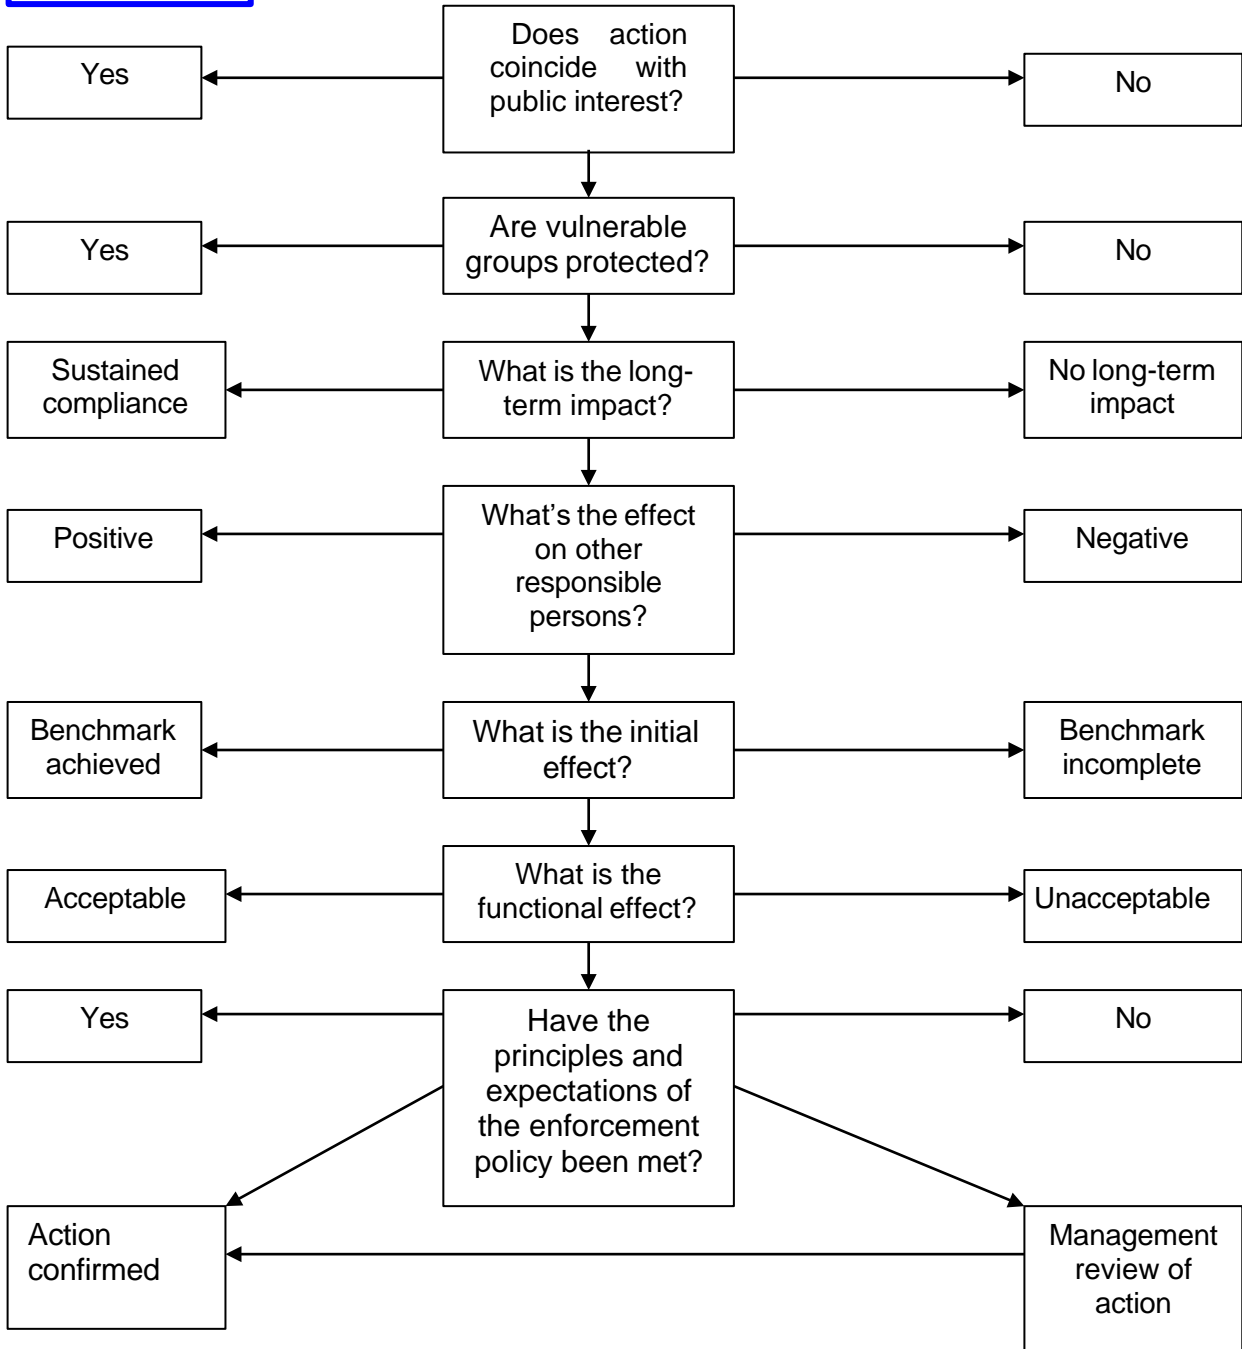 Does action
coincide with
public interest?
Yes
No
Are vulnerable
groups protected?
Yes
No
Sustained
compliance
What is the long-
term impact?
No long-term
impact
Positive
What’s the effect
on other
responsible
persons?
Negative
Benchmark
achieved
What is the initial
effect?
Benchmark
incomplete
Acceptable
What is the
functional effect?
Unacceptable
Yes
Have the
principles and
expectations of
the enforcement
policy been met?
No
Action
confirmed
Management
review of
action